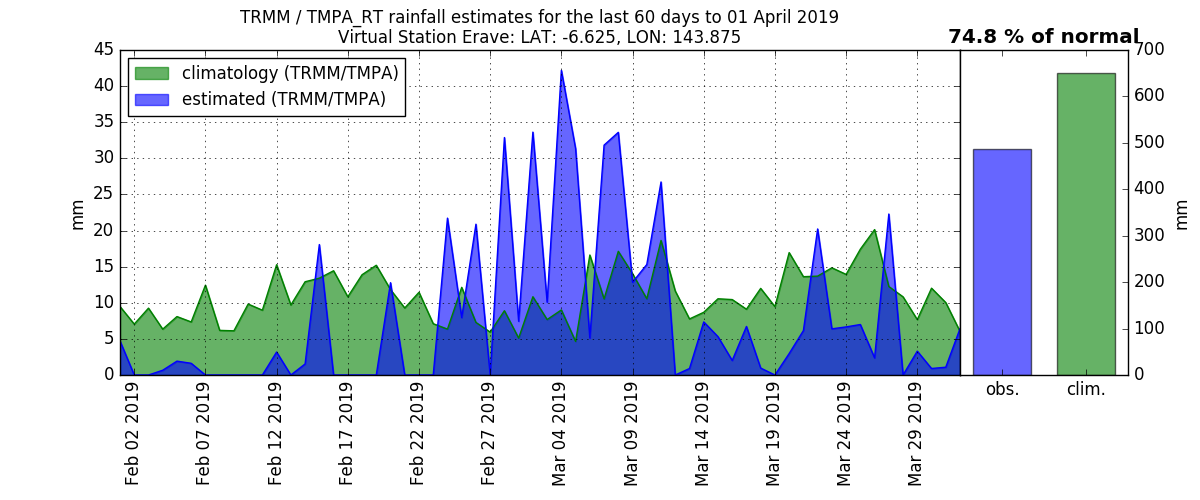 TRMM / TMPA_RT rainfall estimates for the last 60 days to 01 April 2019
Virtual Station Erave: LAT: -6.625, LON: 143.875
74.8 % of normal
climatology (TRMM/TMPA)
estimated (TRMM/TMPA)
45
40
35
30
25
20
15
10
5
0
mm
700
600
500
400
300
200
100
0
mm
Feb 02 2019
Feb 07 2019
Feb 12 2019
Feb 17 2019
Feb 22 2019
Feb 27 2019
Mar 04 2019
Mar 09 2019
Mar 14 2019
Mar 19 2019
Mar 24 2019
Mar 29 2019
obs.
clim.